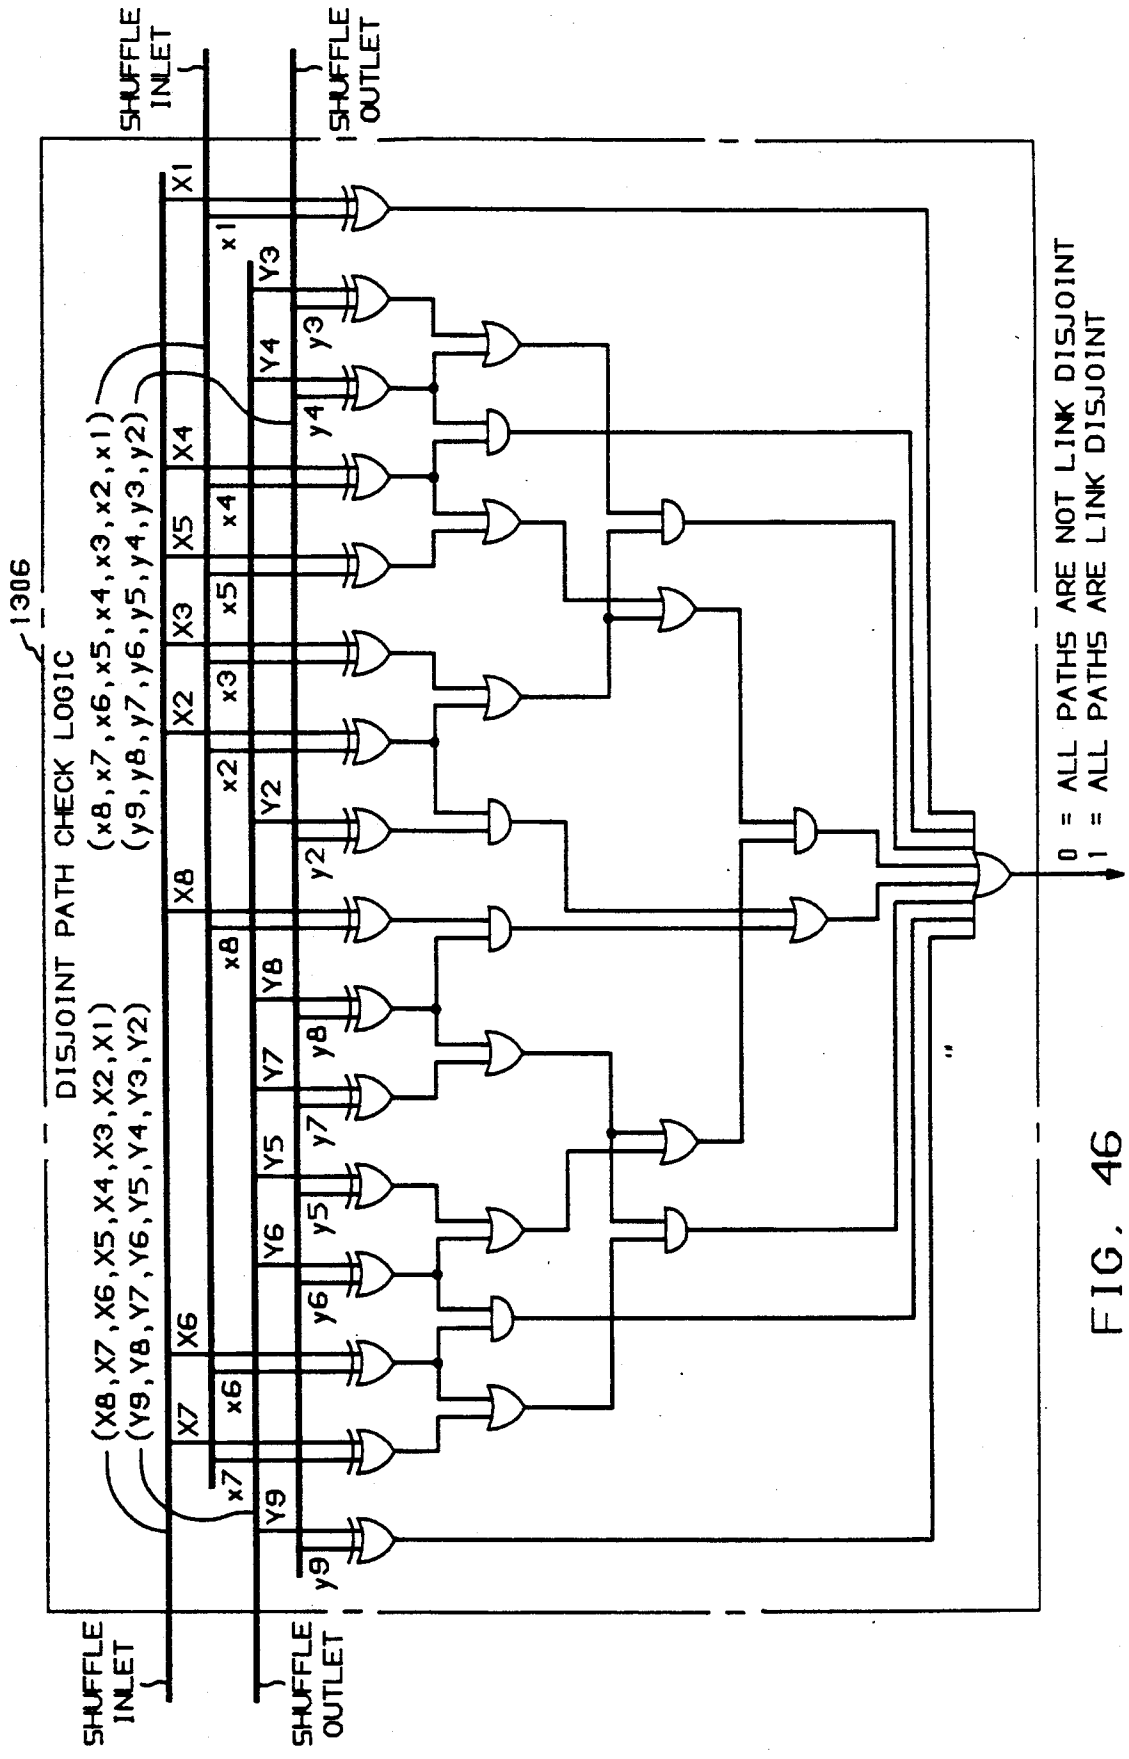 1306
DISJOINT PATH CHECK LOGIC
SHUFFLE
INLET
(X8,X7,X6,X5,X4,X3,X2,X1)
(Y9,Y8,Y7,Y6,Y5,Y4,Y3,Y2)
(x8,x7,x6,x5,x4,x3,x2,x1)
(y9,y8,y7,y6,y5,y4,y3,y2)
SHUFFLE
INLET
X7 X6 X8 X2 X3 X5 X4 X1
x7 x6 x8 x2 x3 x5 x4 x1
Y9 Y6 Y5 Y7 Y8 Y2 Y4 Y3
y9 y6 y5 y7 y8 y2 y4 y3
SHUFFLE
OUTLET
SHUFFLE
OUTLET
0 = ALL PATHS ARE NOT LINK DISJOINT
1 = ALL PATHS ARE LINK DISJOINT
FIG. 46